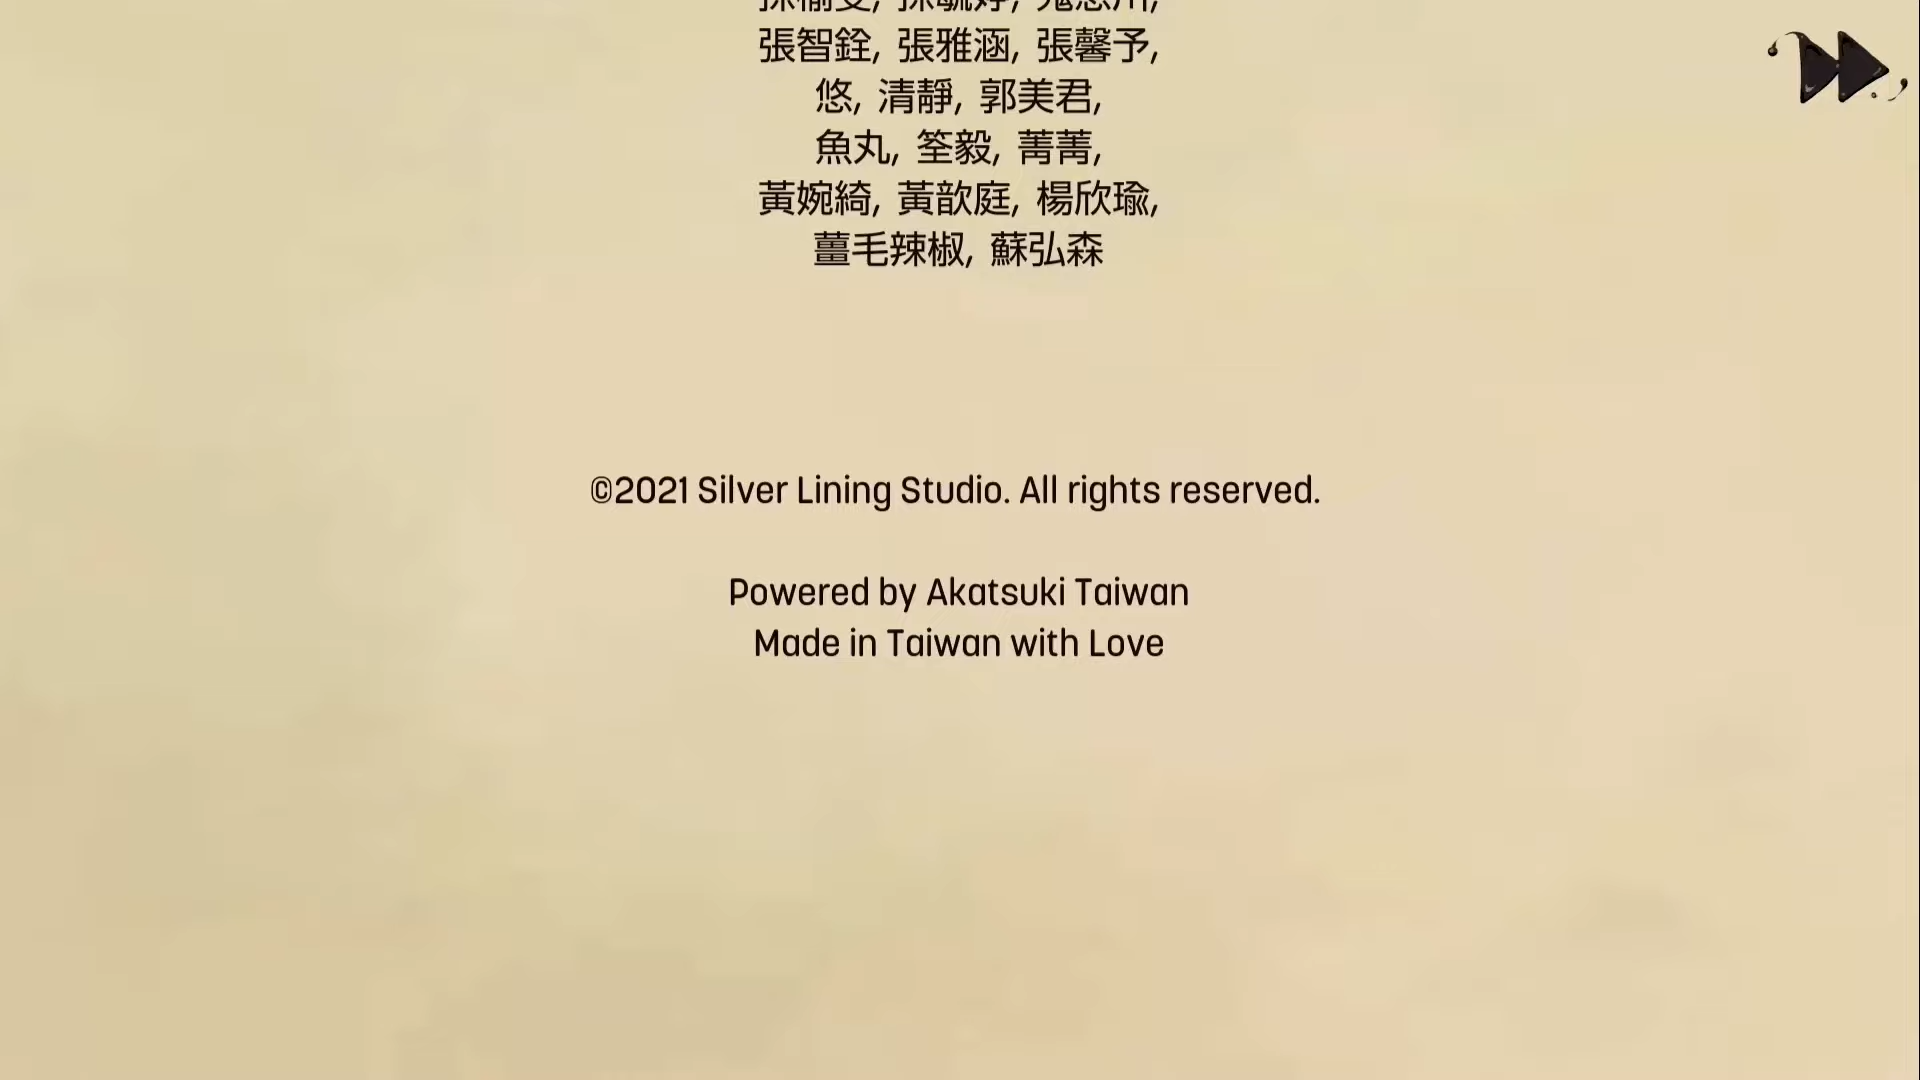 張智銓, 張雅涵, 張馨予,
悠, 清靜, 郭美君,
魚丸, 筌毅, 菁菁,
黃婉綺, 黃歆庭, 楊欣瑜,
薑毛辣椒, 蘇弘森
©2021 Silver Lining Studio. All rights reserved.
Powered by Akatsuki Taiwan
Made in Taiwan with Love